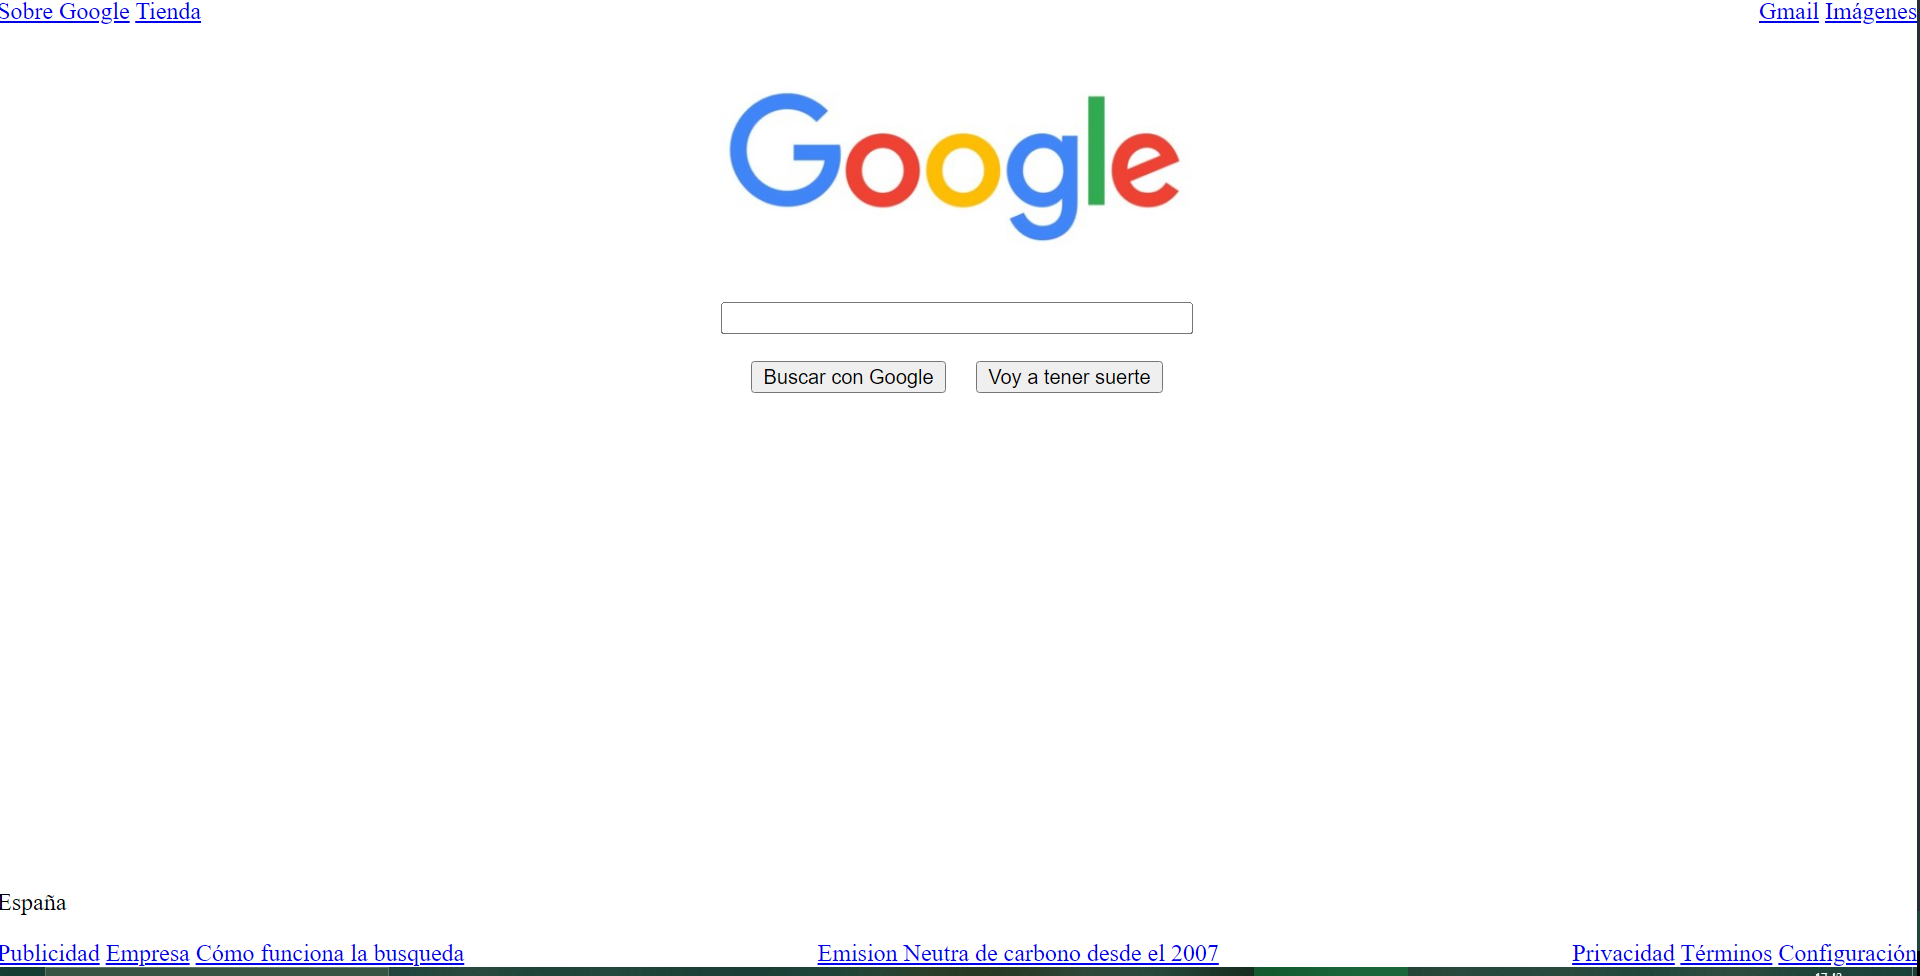 Sobre Google Tienda Gmail Imágenes
Google
Buscar con Google Voy a tener suerte
España
Publicidad Empresa Cómo funciona la busqueda Emision Neutra de carbono desde el 2007 Privacidad Términos Configuración